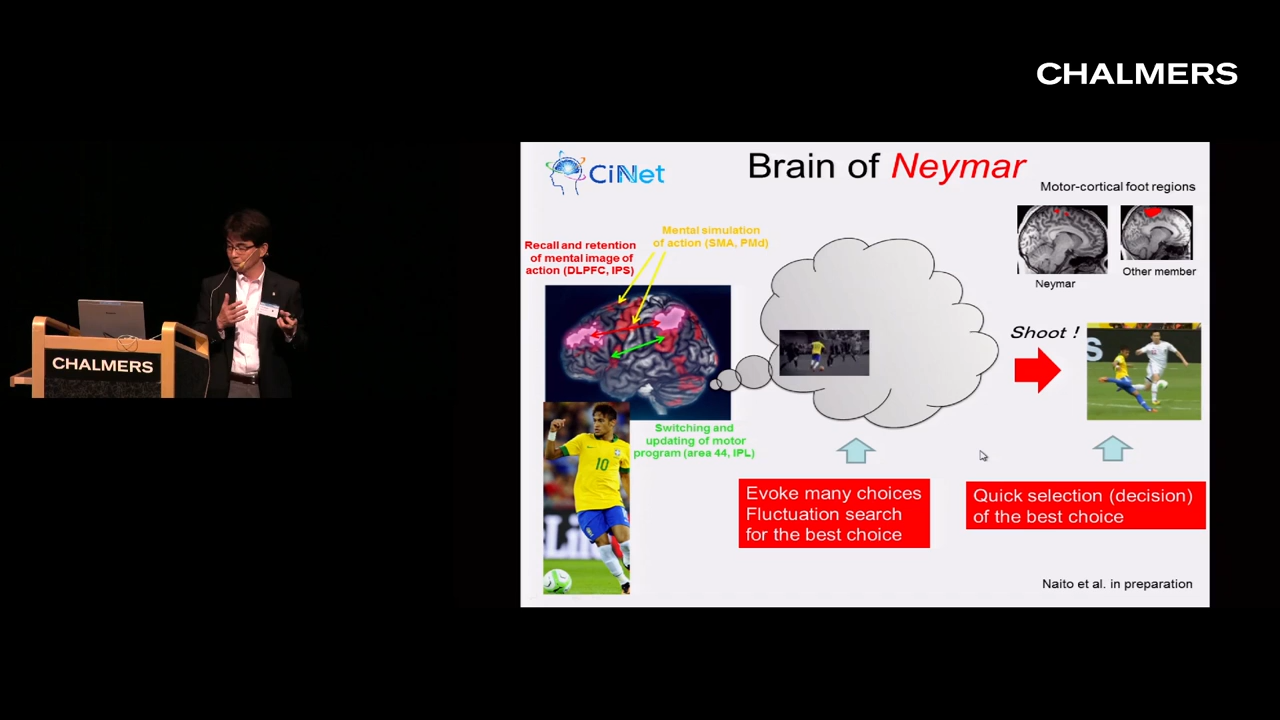 CHALMERS
CHALMERS
CiNet
Brain of Neymar
Motor-cortical foot regions
Neymar
Other member
Mental simulation
of action (SMA, PMd)
Recall and retention
of mental image of
action (DLPFC, IPS)
Switching and
updating of motor
program (area 44, IPL)
10
Shoot !
S
Evoke many choices
Fluctuation search
for the best choice
Quick selection (decision)
of the best choice
Naito et al. in preparation